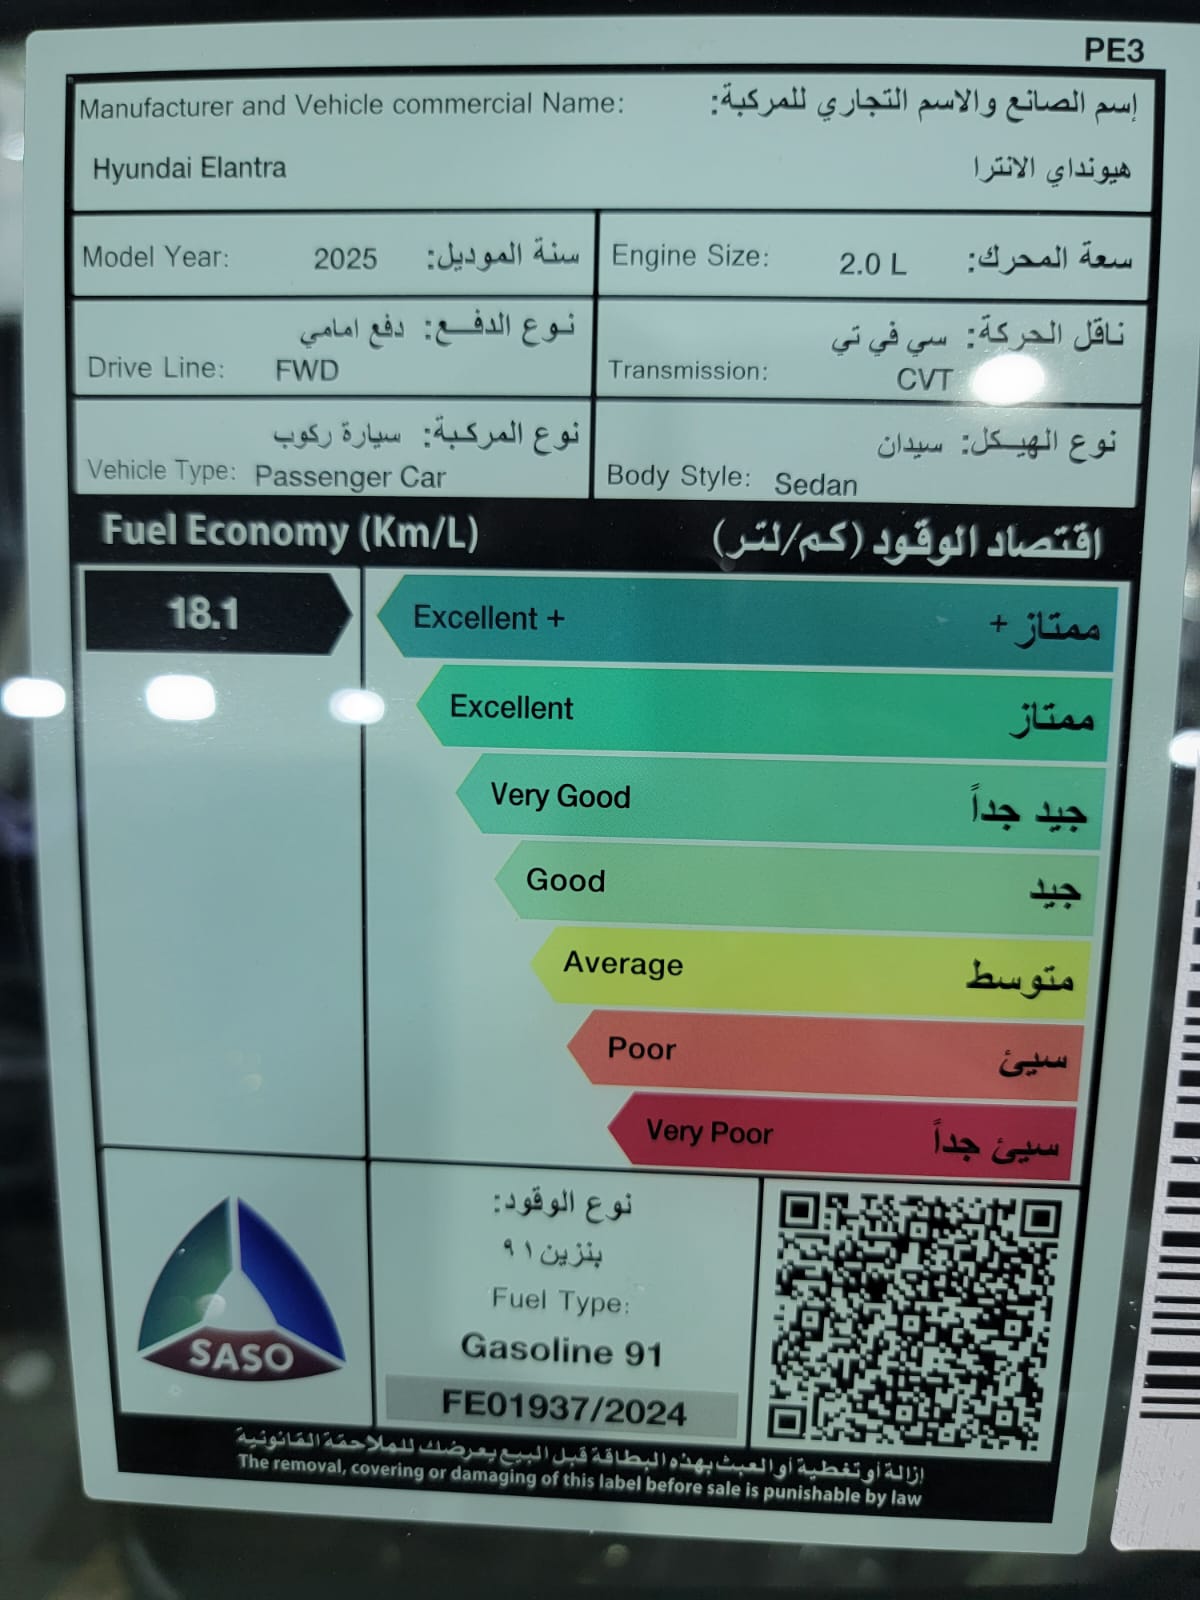 PE3
Manufacturer and Vehicle commercial Name: إسم الصانع والاسم التجاري للمركبة:
Hyundai Elantra هيونداي الانترا
Model Year: 2025 سنة الموديل:
Engine Size: 2.0 L سعة المحرك:
نوع الدفع: دفع امامي
Drive Line: FWD
ناقل الحركة: سي في تي
Transmission: CVT
نوع المركبة: سيارة ركوب
Vehicle Type: Passenger Car
نوع الهيكل: سيدان
Body Style: Sedan
Fuel Economy (Km/L) اقتصاد الوقود (كم/لتر)
18.1
Excellent + ممتاز +
Excellent ممتاز
Very Good جيد جداً
Good جيد
Average متوسط
Poor سيئ
Very Poor سيئ جداً
SASO
نوع الوقود:
بنزين ٩١
Fuel Type:
Gasoline 91
FE01937/2024
إزالة أو تغطية أو العبث بهذه البطاقة قبل البيع يعرضك للملاحقة القانونية
The removal, covering or damaging of this label before sale is punishable by law